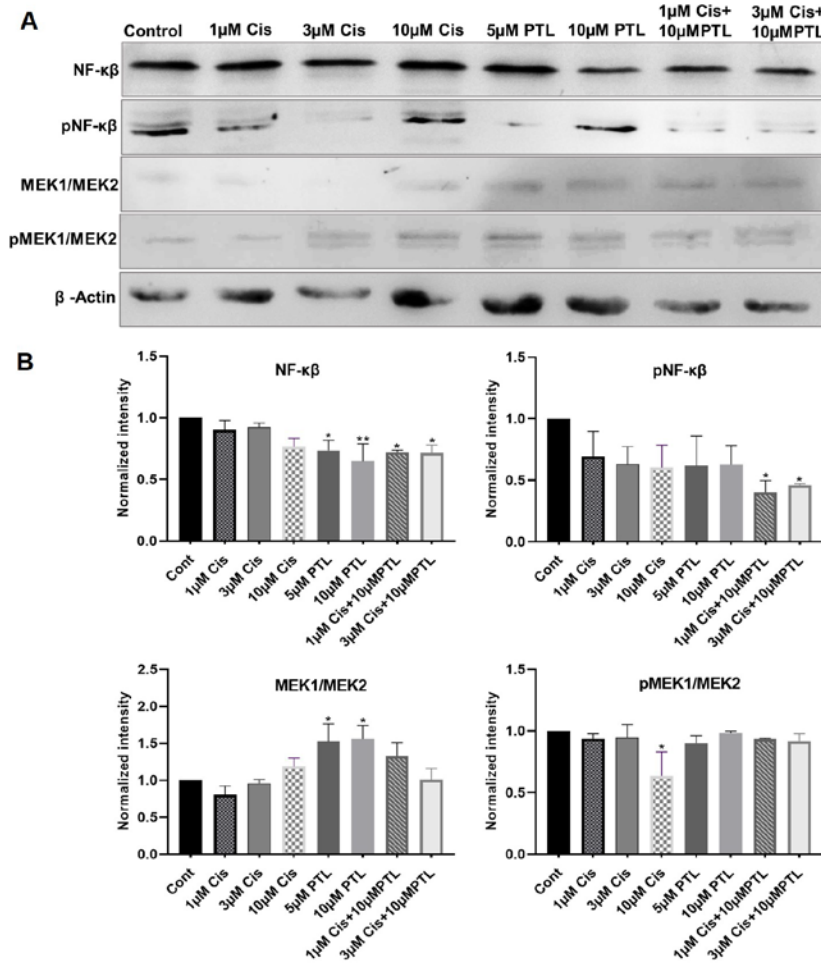 A
Control 1μM Cis 3μM Cis 10μM Cis 5μM PTL 10μM PTL 1μM Cis+ 10μMPTL 3μM Cis+ 10μMPTL
NF-κβ
pNF-κβ
MEK1/MEK2
pMEK1/MEK2
β -Actin
B
NF-κβ
Normalized intensity
1.5
1.0
0.5
0.0
* ** * *
Cont 1μM Cis 3μM Cis 10μM Cis 5μM PTL 10μM PTL 1μM Cis+10μMPTL 3μM Cis+10μMPTL
pNF-κβ
Normalized intensity
1.5
1.0
0.5
0.0
* *
Cont 1μM Cis 3μM Cis 10μM Cis 5μM PTL 10μM PTL 1μM Cis+10μMPTL 3μM Cis+10μMPTL
MEK1/MEK2
Normalized intensity
2.5
2.0
1.5
1.0
0.5
0.0
* *
Cont 1μM Cis 3μM Cis 10μM Cis 5μM PTL 10μM PTL 1μM Cis+10μMPTL 3μM Cis+10μMPTL
pMEK1/MEK2
Normalized intensity
1.5
1.0
0.5
0.0
*
Cont 1μM Cis 3μM Cis 10μM Cis 5μM PTL 10μM PTL 1μM Cis+10μMPTL 3μM Cis+10μMPTL